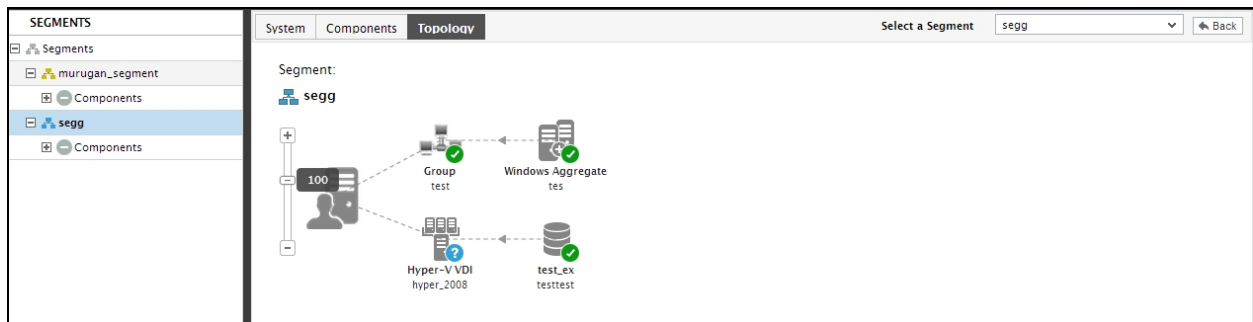 SEGMENTS
Segments
murugan_segment
Components
segg
Components
System Components Topology Select a Segment segg Back
Segment:
segg
100
Group Windows Aggregate
test tes
Hyper-V VDI test_ex
hyper_2008 testtest